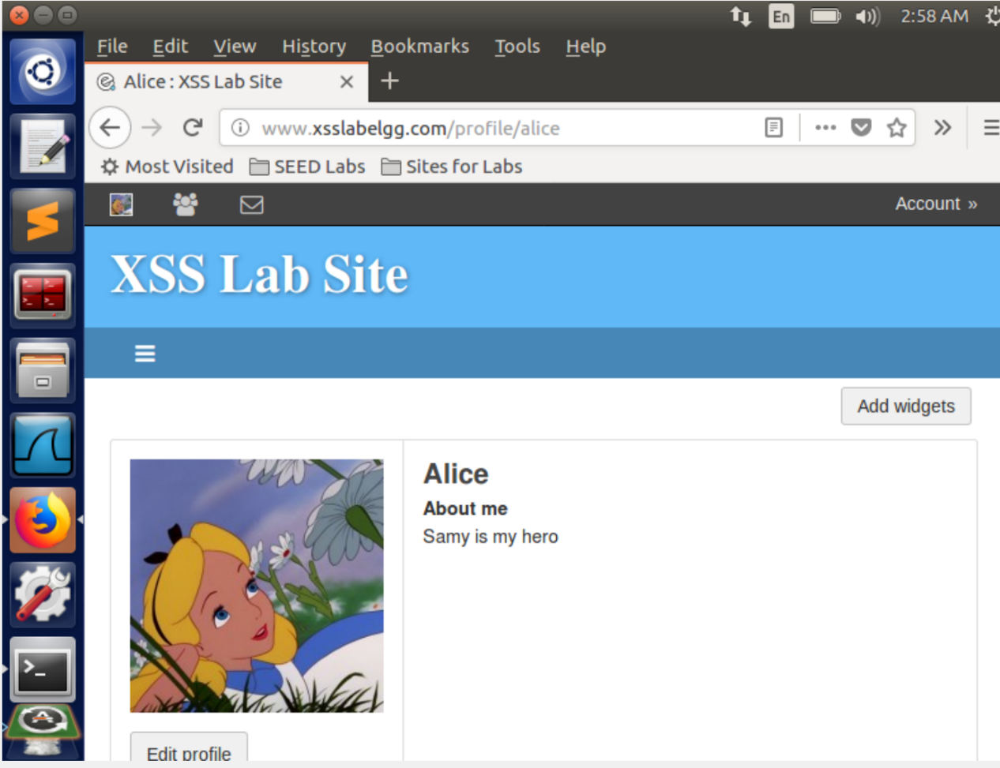 En 2:58 AM
File Edit View History Bookmarks Tools Help
Alice : XSS Lab Site
www.xsslabelgg.com/profile/alice
Most Visited SEED Labs Sites for Labs
Account »
XSS Lab Site
Add widgets
Alice
About me
Samy is my hero
Edit profile